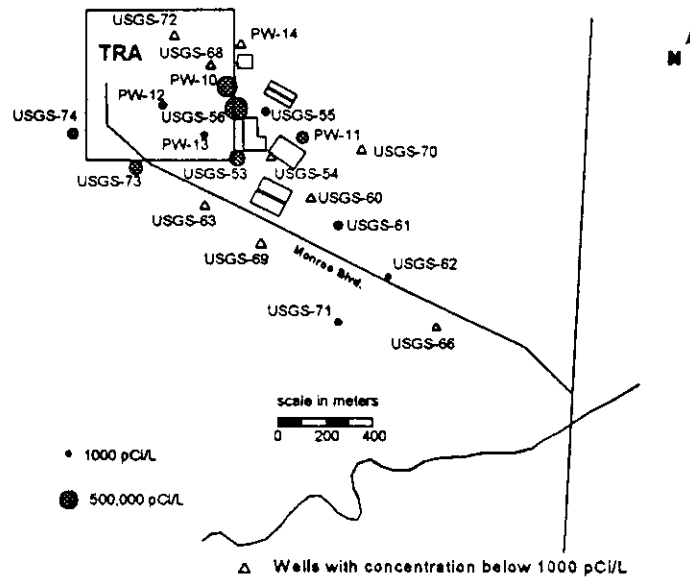 USGS-72
PW-14
TRA
USGS-68
PW-10
PW-12
USGS-74
USGS-56
USGS-55
PW-11
PW-13
USGS-70
USGS-53
USGS-54
USGS-73
USGS-60
USGS-63
USGS-61
USGS-69
Monroe Blvd.
USGS-62
USGS-71
USGS-66
scale in meters
0 200 400
1000 pCi/L
500,000 pCi/L
Wells with concentration below 1000 pCi/L
N